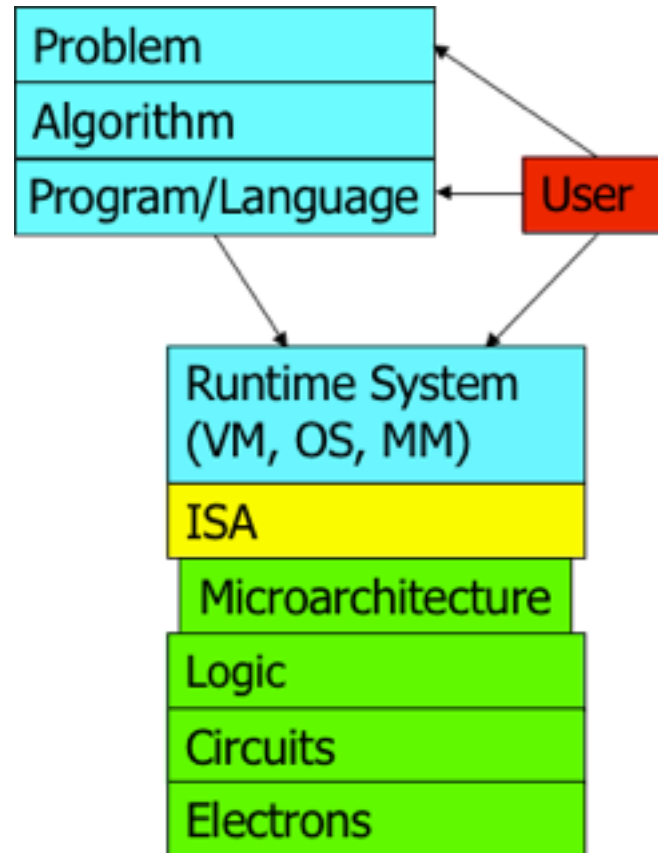 Problem
Algorithm
Program/Language
User
Runtime System
(VM, OS, MM)
ISA
Microarchitecture
Logic
Circuits
Electrons